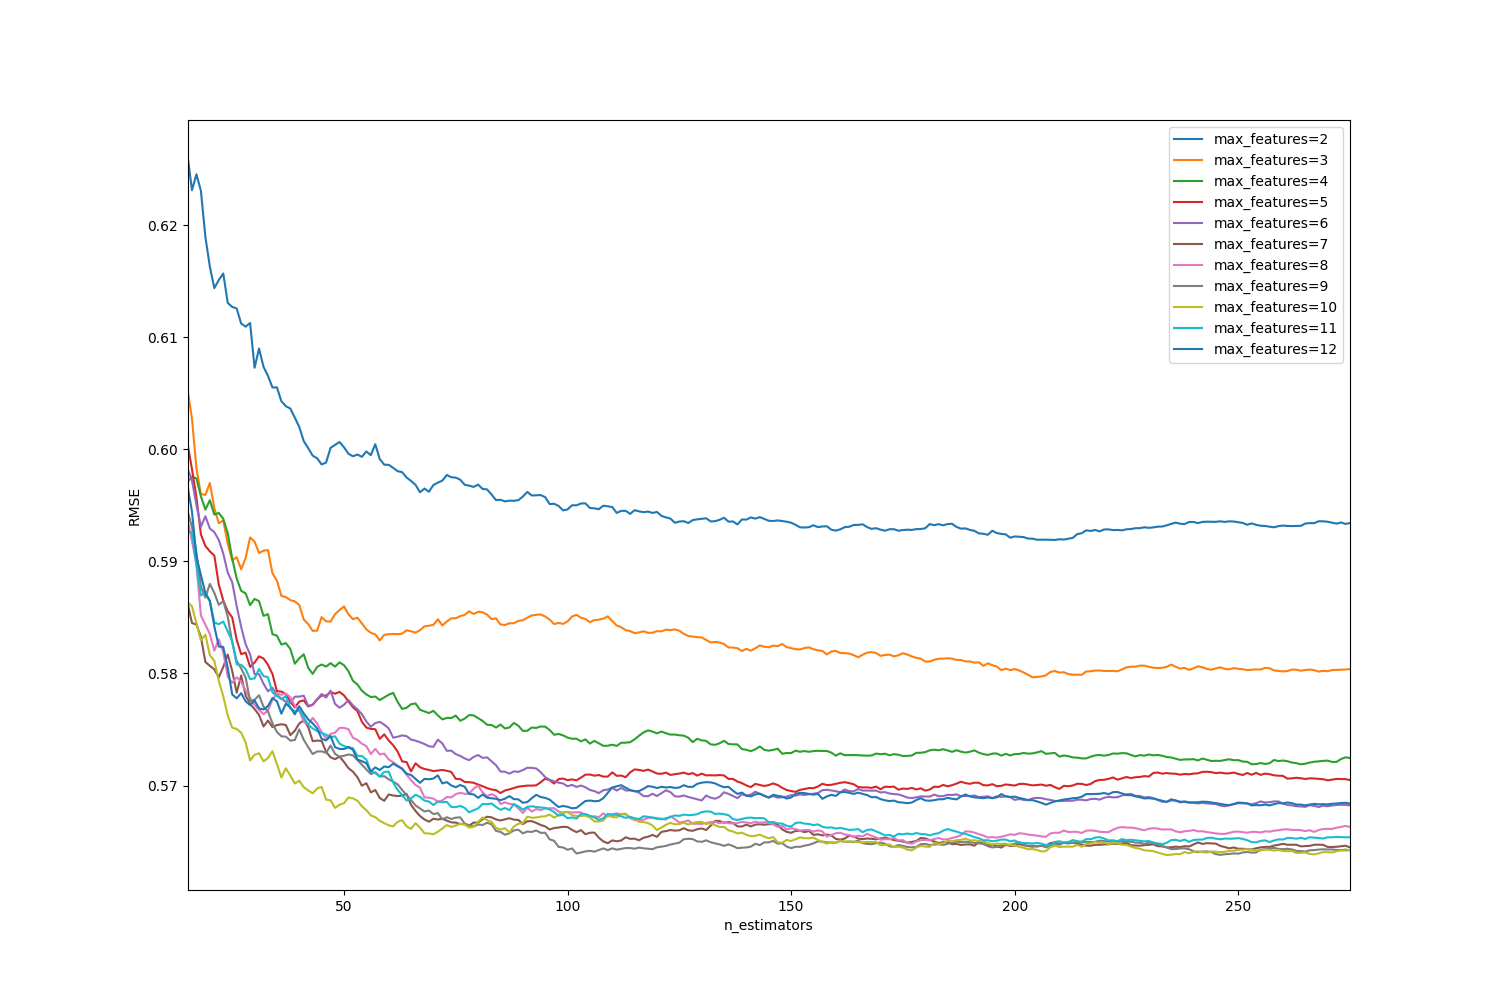 max_features=2
max_features=3
max_features=4
max_features=5
max_features=6
max_features=7
max_features=8
max_features=9
max_features=10
max_features=11
max_features=12
RMSE
0.62
0.61
0.60
0.59
0.58
0.57
50 100 150 200 250
n_estimators